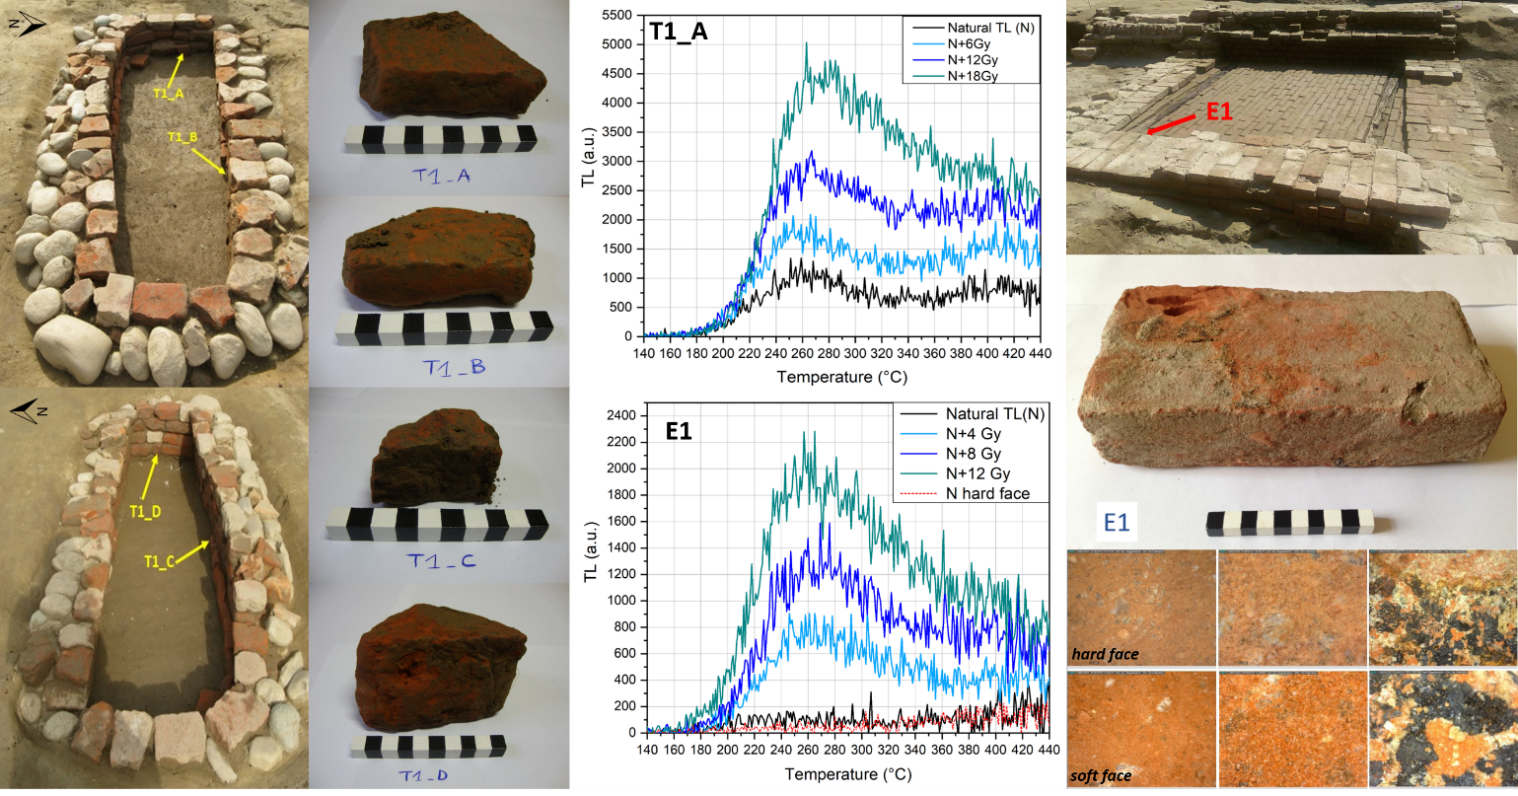 N
T1_A
T1_B
N
T1_D
T1_C
T1_A
T1_B
T1_C
T1_D
T1_A
Natural TL (N)
N+6Gy
N+12Gy
N+18Gy
TL (a.u.)
5500
5000
4500
4000
3500
3000
2500
2000
1500
1000
500
0
140 160 180 200 220 240 260 280 300 320 340 360 380 400 420 440
Temperature (°C)
E1
Natural TL(N)
N+4 Gy
N+8 Gy
N+12 Gy
N hard face
TL (a.u.)
2400
2200
2000
1800
1600
1400
1200
1000
800
600
400
200
0
140 160 180 200 220 240 260 280 300 320 340 360 380 400 420 440
Temperature (°C)
E1
E1
hard face
soft face